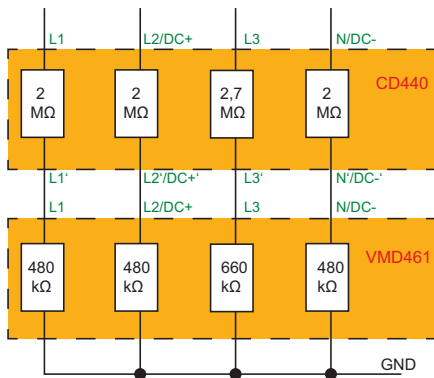 L1 L2/DC+ L3 N/DC-
CD440
2 MΩ
2 MΩ
2,7 MΩ
2 MΩ
L1‘ L2‘/DC+‘ L3‘ N‘/DC-‘
L1 L2/DC+ L3 N/DC-
VMD461
480 kΩ
480 kΩ
660 kΩ
480 kΩ
GND